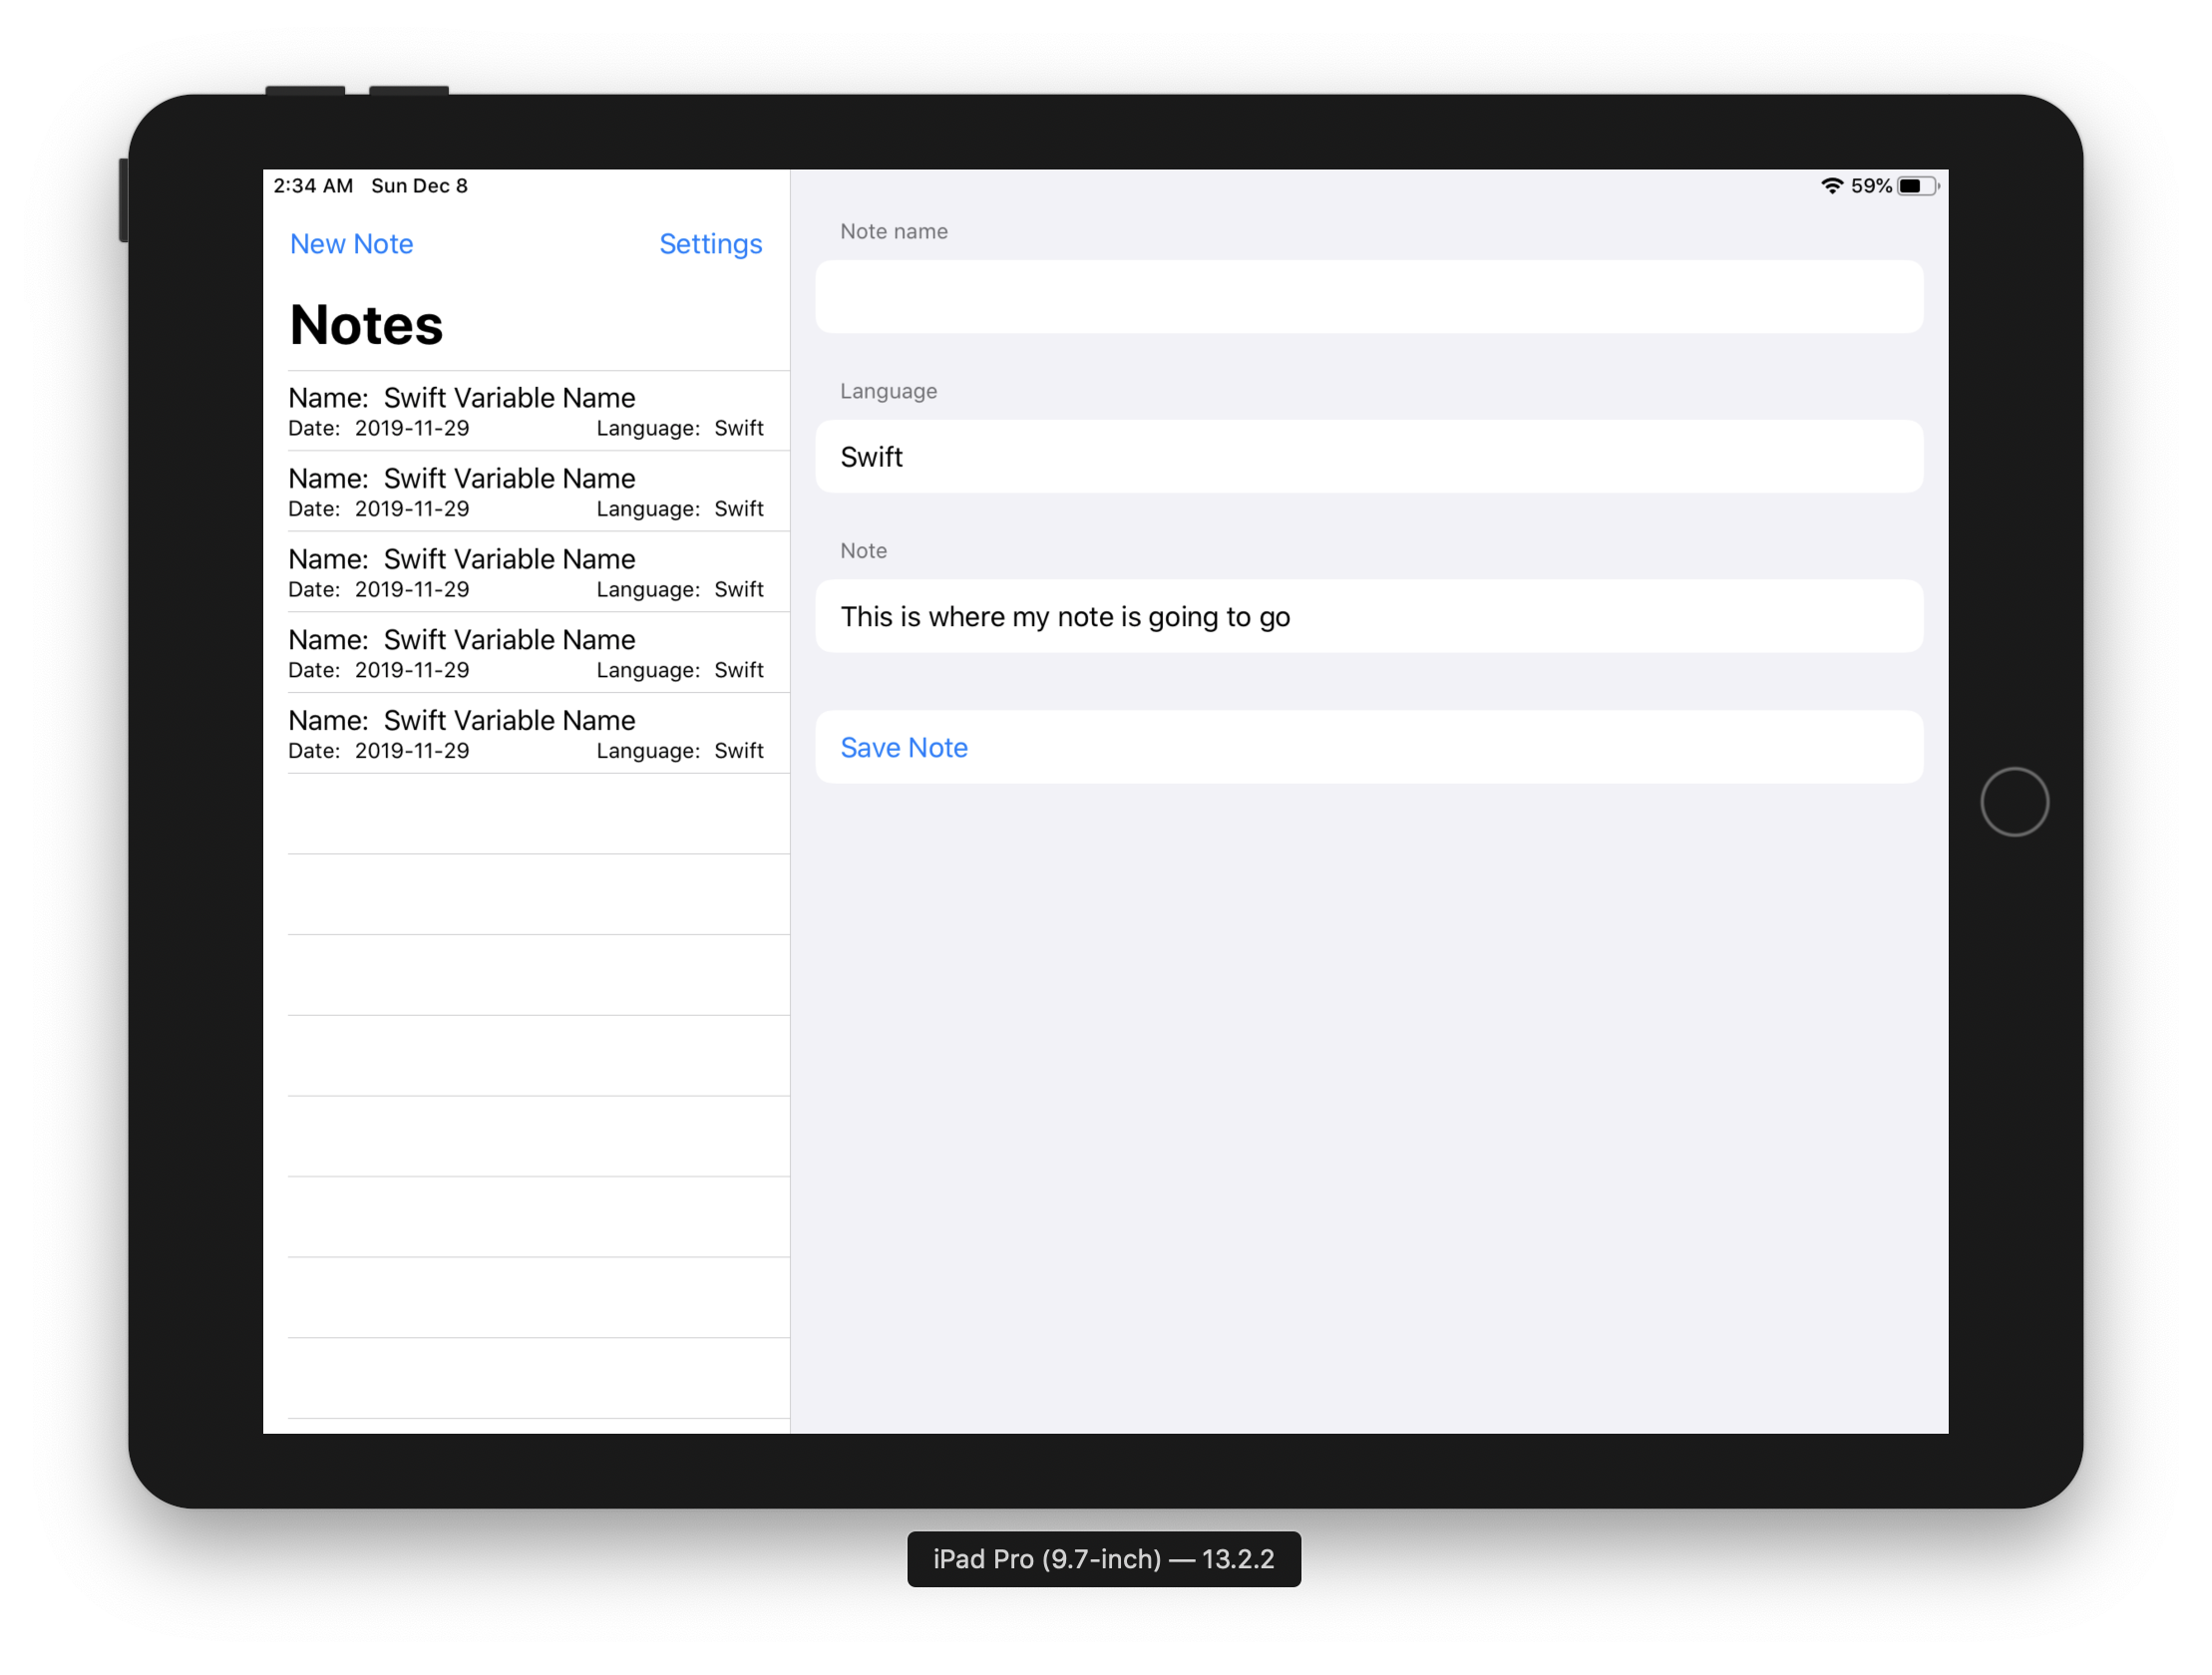 2:34 AM Sun Dec 8
59%
New Note Settings
Notes
Name: Swift Variable Name
Date: 2019-11-29 Language: Swift
Name: Swift Variable Name
Date: 2019-11-29 Language: Swift
Name: Swift Variable Name
Date: 2019-11-29 Language: Swift
Name: Swift Variable Name
Date: 2019-11-29 Language: Swift
Name: Swift Variable Name
Date: 2019-11-29 Language: Swift
Note name
Language
Swift
Note
This is where my note is going to go
Save Note
iPad Pro (9.7-inch) — 13.2.2